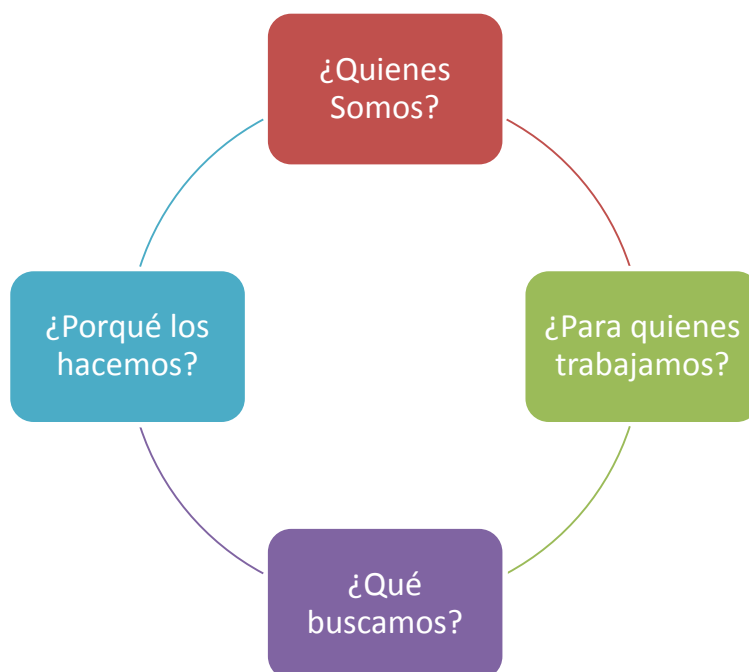 ¿Quienes
Somos?
¿Para quienes
trabajamos?
¿Qué
buscamos?
¿Porqué los
hacemos?